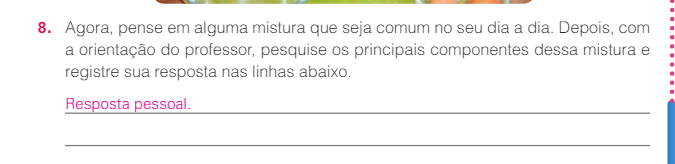 8. Agora, pense em alguma mistura que seja comum no seu dia a dia. Depois, com
a orientação do professor, pesquise os principais componentes dessa mistura e
registre sua resposta nas linhas abaixo.
Resposta pessoal.